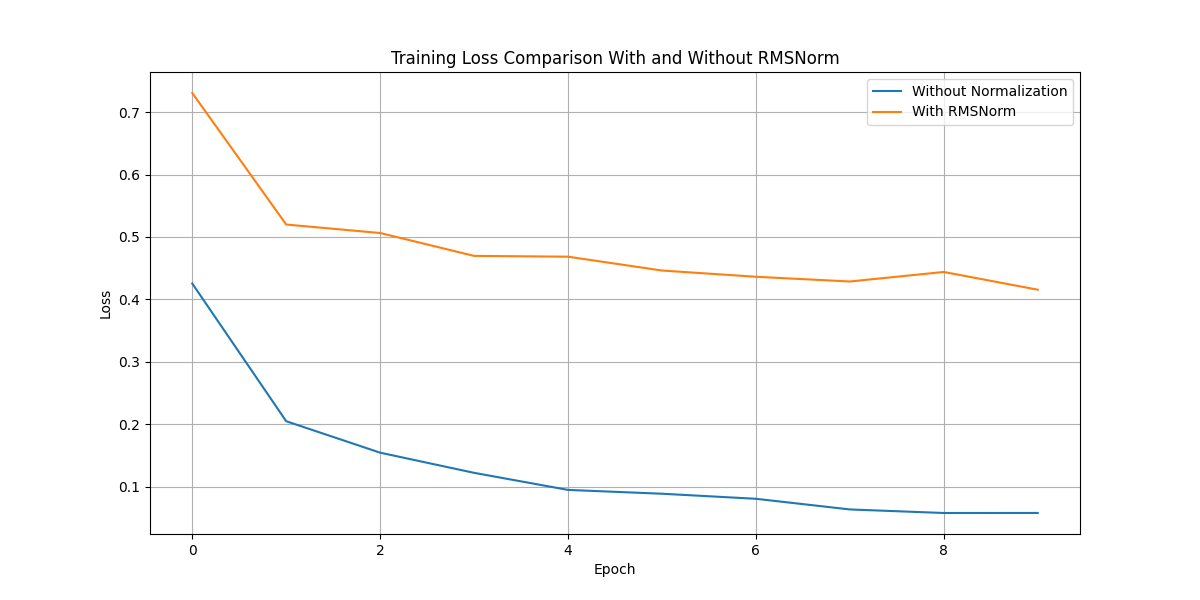 Training Loss Comparison With and Without RMSNorm
Without Normalization
With RMSNorm
0.7
0.6
0.5
0.4
0.3
0.2
0.1
Loss
0 2 4 6 8
Epoch